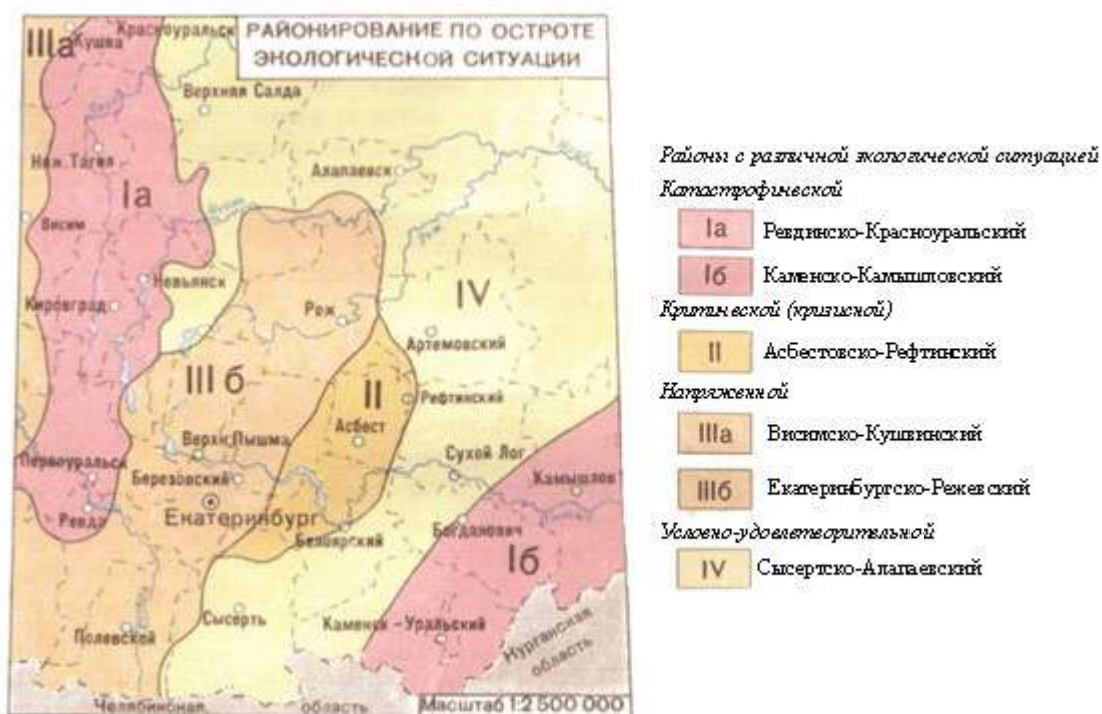 РАЙОНИРОВАНИЕ ПО ОСТРОТЕ
ЭКОЛОГИЧЕСКОЙ СИТУАЦИИ
IIIа
Кушва
Красноуральск
Верхняя Салда
Ниж. Тагил
Алапаевск
Iа
Висим
Невьянск
IV
Кировград
Реж
Артемовский
III б
II
Рефтинский
Асбест
Верхн. Пышма
Сухой Лог
Первоуральск
Березовский
Камышлов
Ревда
Екатеринбург
Богданович
Белоярский
Iб
Сысерть
Каменск-Уральский
Полевской
Курганская
область
Челябинская область
Масштаб 1:2 500 000
Районы с различной экологической ситуацией
Катастрофической
Iа Ревдинско-Красноуральский
Iб Каменско-Камышловский
Критической (кризисной)
II Асбестовско-Рефтинский
Напряженной
IIIа Висимско-Кушвинский
IIIб Екатеринбургско-Режевский
Условно-удовлетворительной
IV Сысертско-Алапаевский